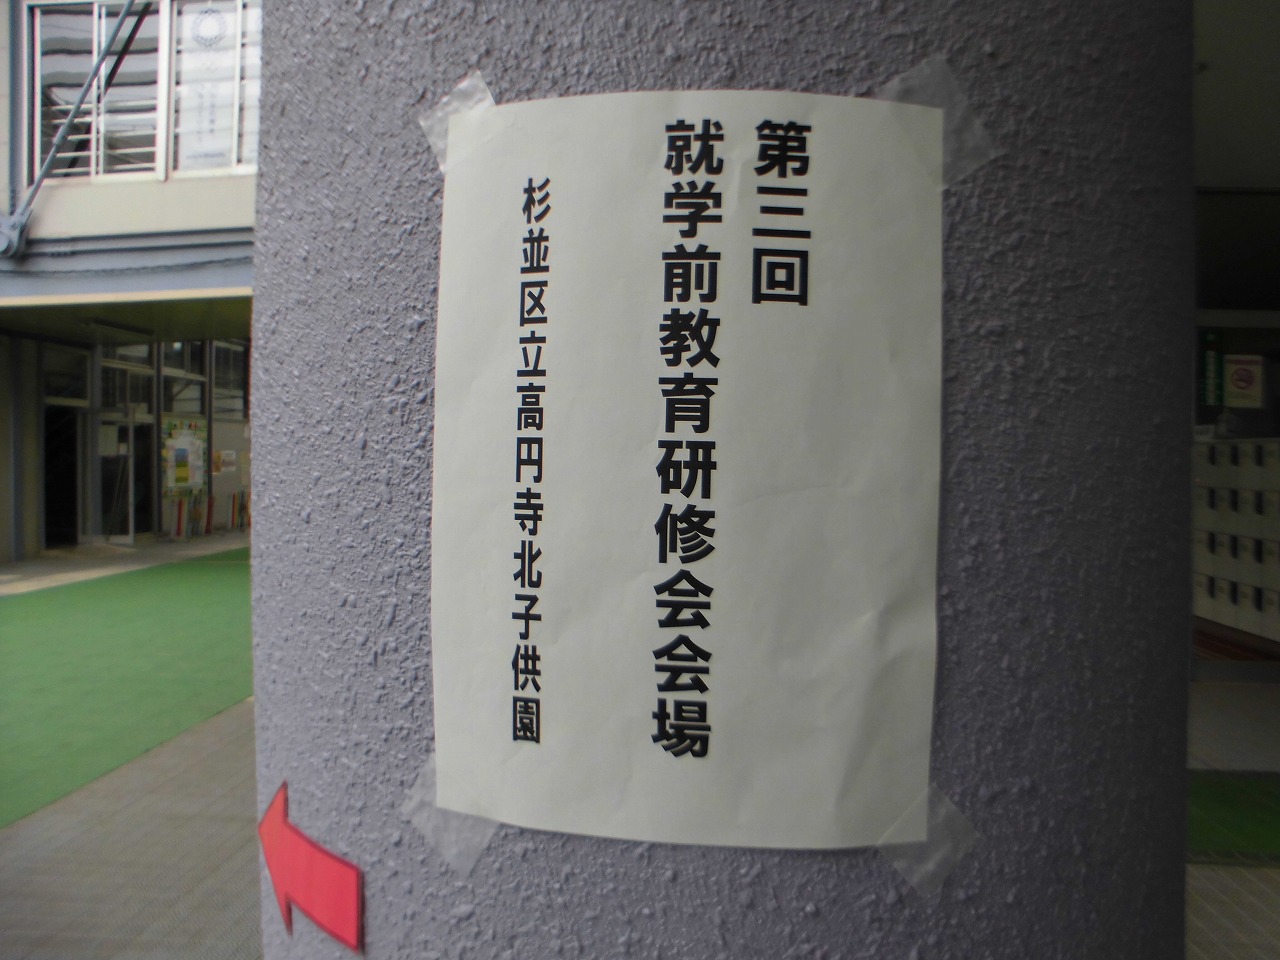 第三回
就学前教育研修会会場
杉並区立高円寺北子供園